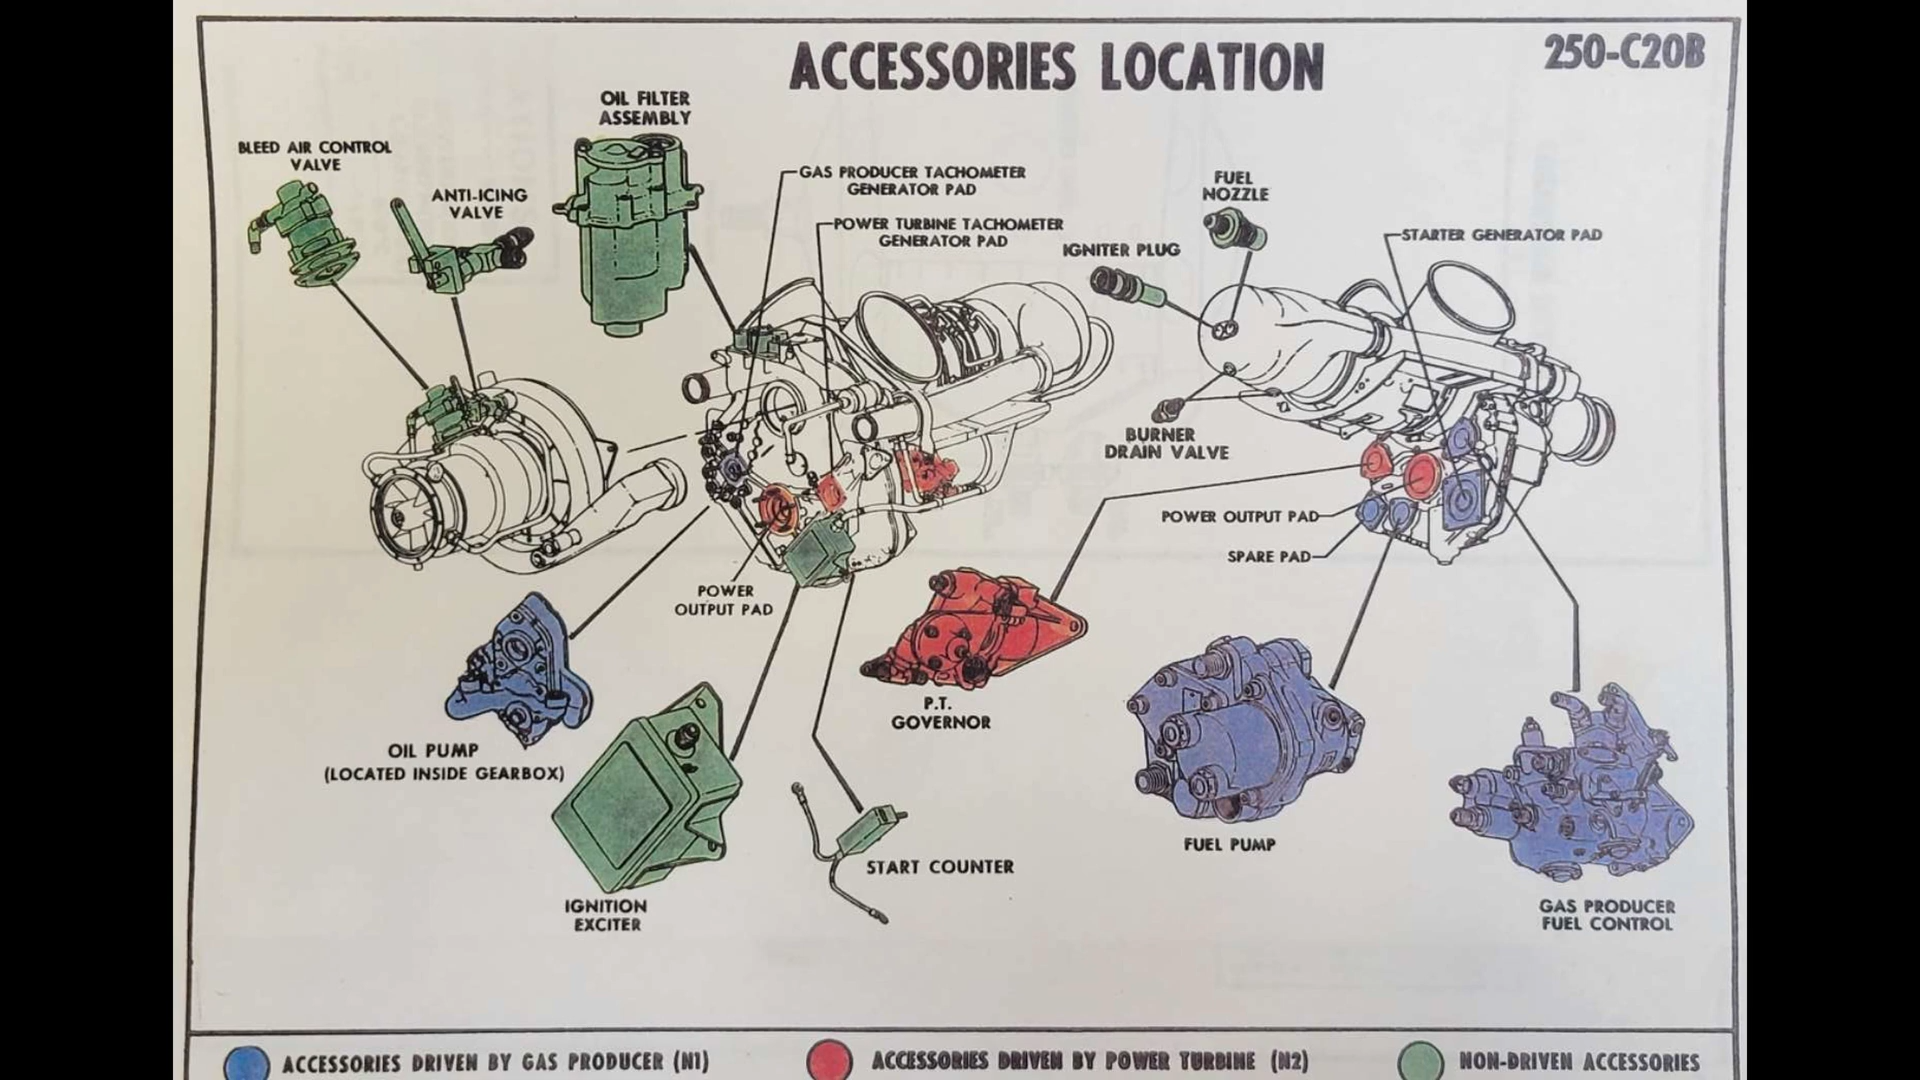 ACCESSORIES LOCATION
250-C20B
OIL FILTER
ASSEMBLY
BLEED AIR CONTROL
VALVE
ANTI-ICING
VALVE
GAS PRODUCER TACHOMETER
GENERATOR PAD
POWER TURBINE TACHOMETER
GENERATOR PAD
FUEL
NOZZLE
IGNITER PLUG
STARTER GENERATOR PAD
BURNER
DRAIN VALVE
POWER OUTPUT PAD
SPARE PAD
POWER
OUTPUT PAD
P.T.
GOVERNOR
OIL PUMP
(LOCATED INSIDE GEARBOX)
FUEL PUMP
START COUNTER
IGNITION
EXCITER
GAS PRODUCER
FUEL CONTROL
ACCESSORIES DRIVEN BY GAS PRODUCER (N1)
ACCESSORIES DRIVEN BY POWER TURBINE (N2)
NON-DRIVEN ACCESSORIES